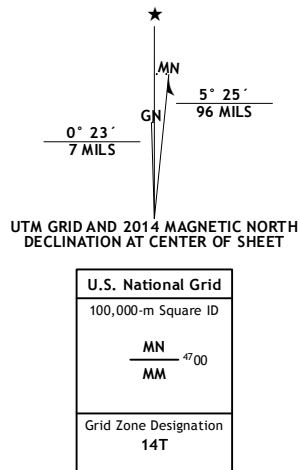 MN
GN
5° 25´
96 MILS
0° 23´
7 MILS
UTM GRID AND 2014 MAGNETIC NORTH
DECLINATION AT CENTER OF SHEET
U.S. National Grid
100,000-m Square ID
MN
4700
MM
Grid Zone Designation
14T